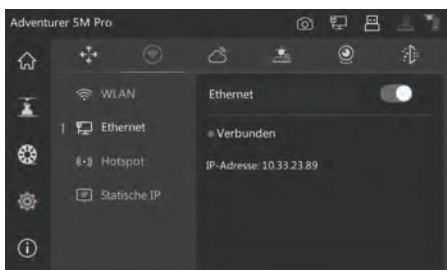 Adventurer 5M Pro
WLAN
Ethernet
Hotspot
Statische IP
Ethernet
Verbunden
IP-Adresse: 10.33.23.89